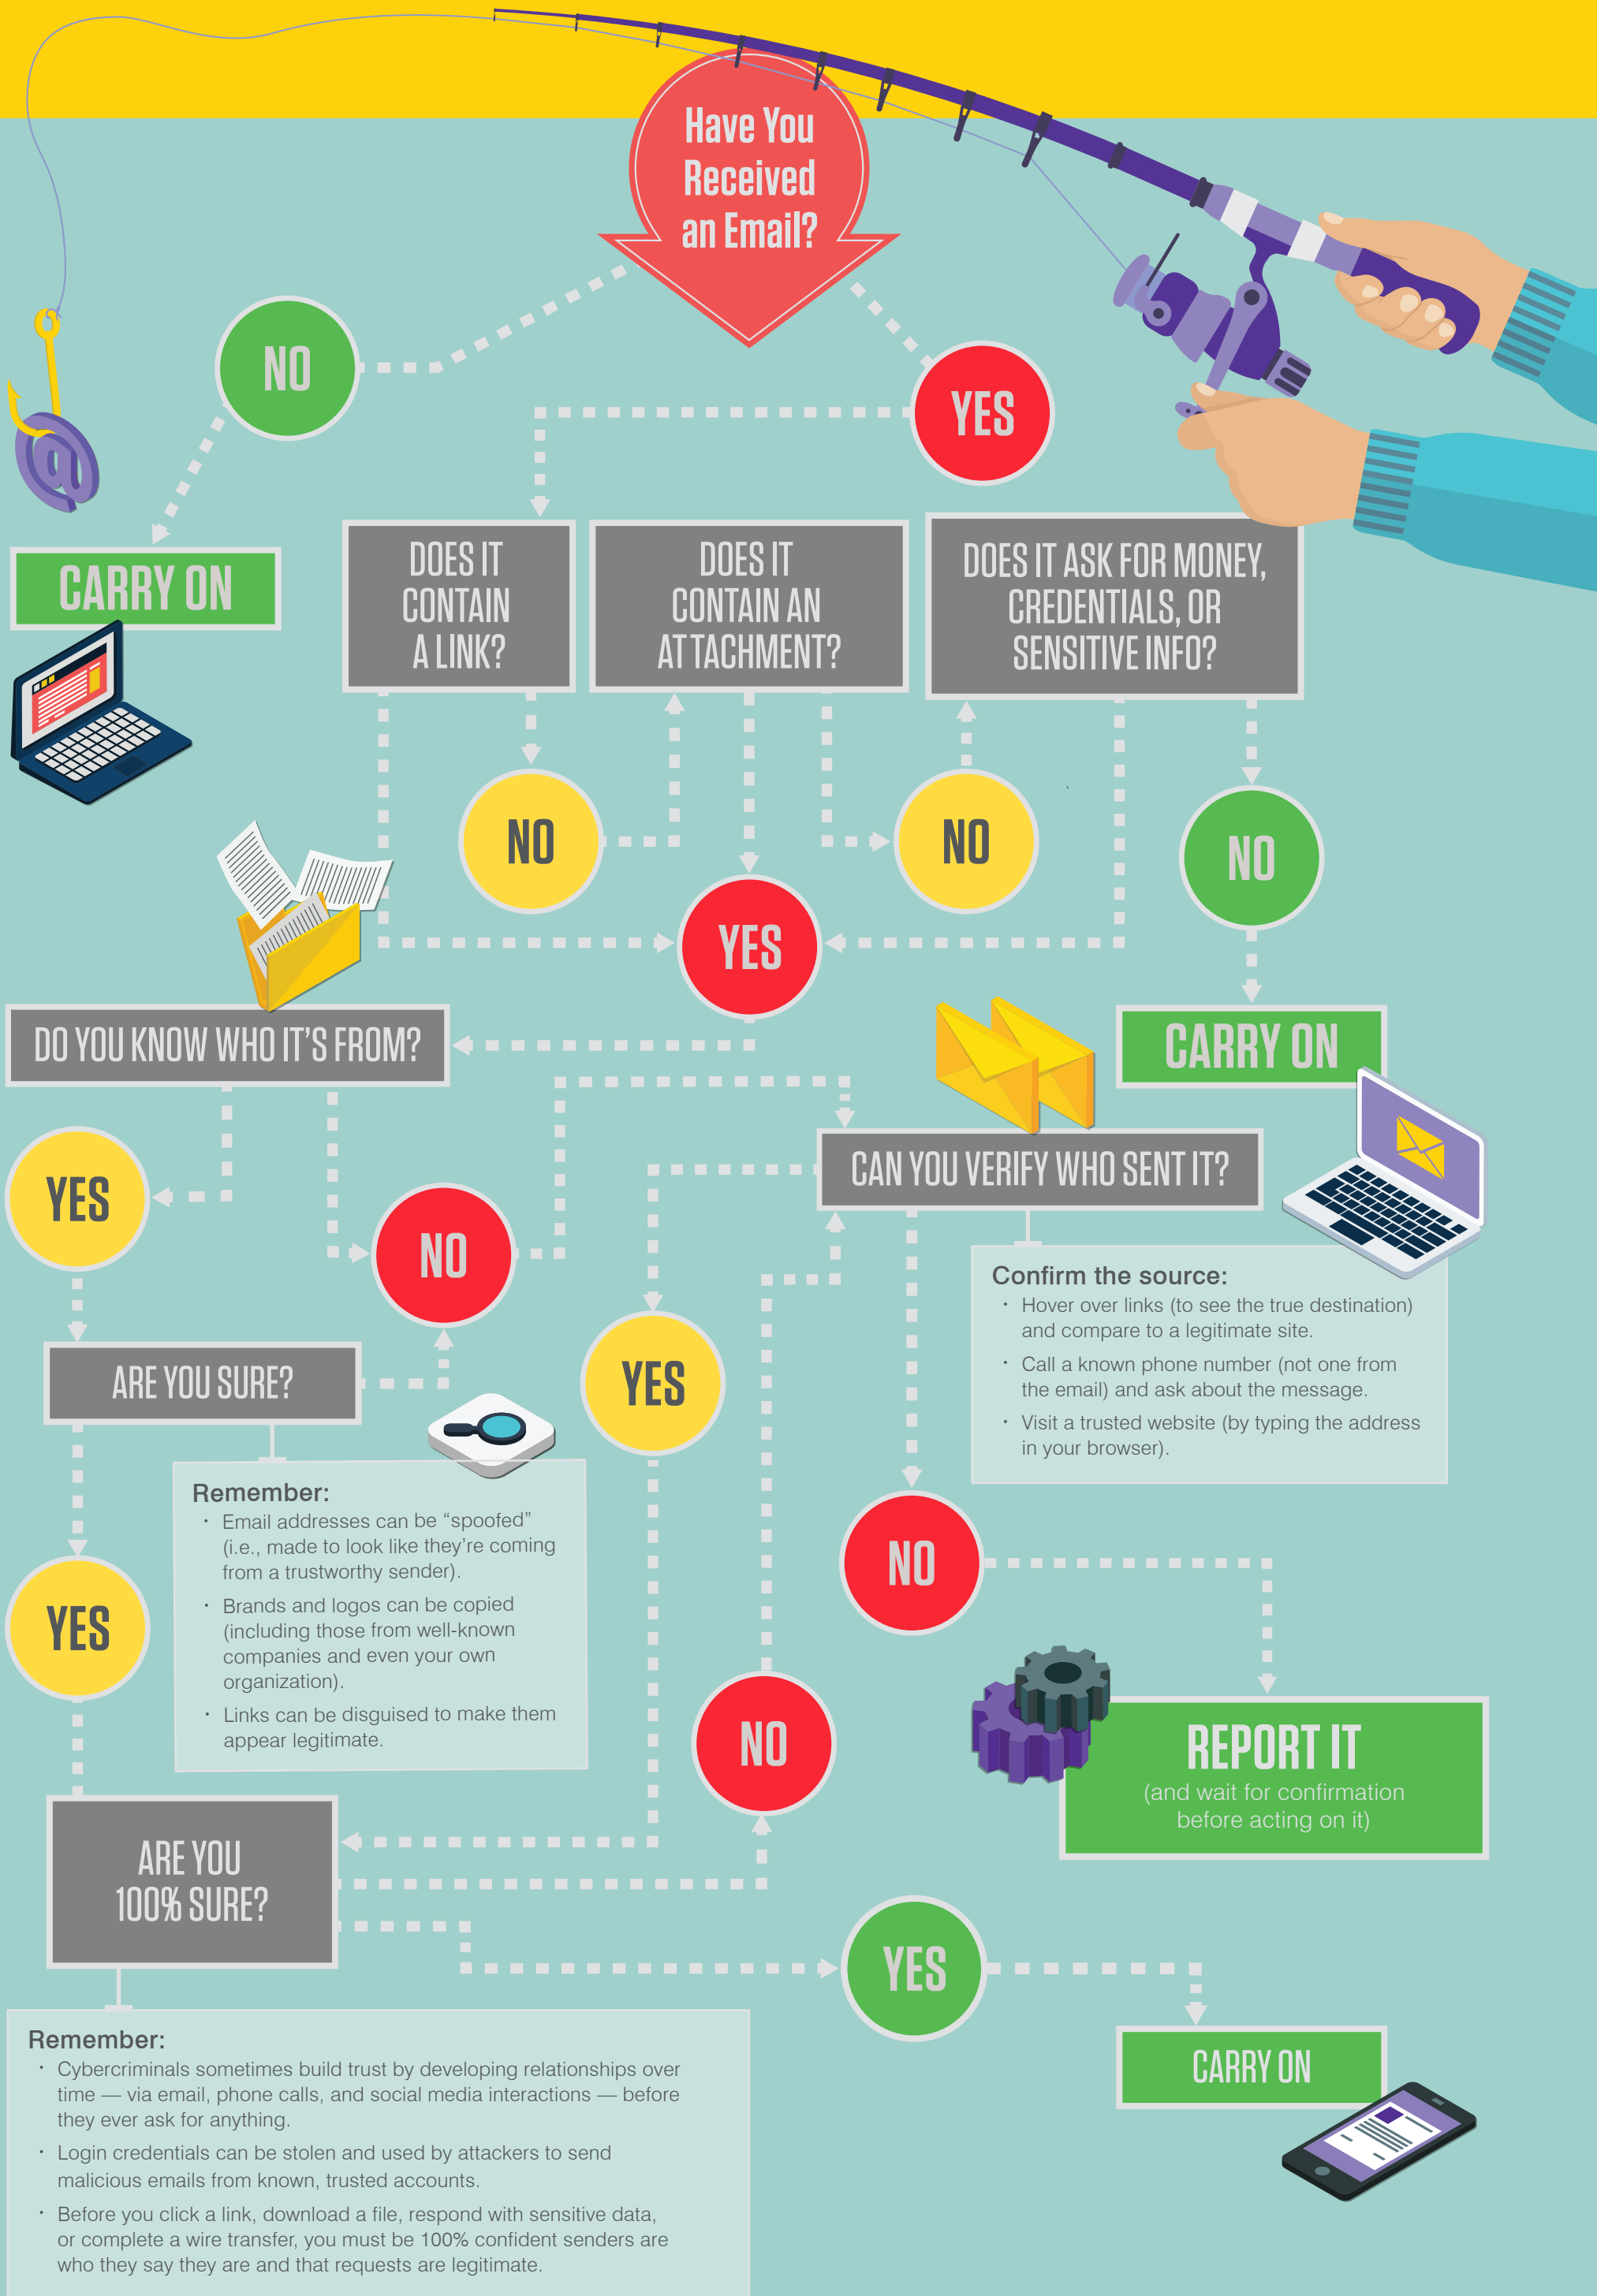 Have You
Received
an Email?
NO
YES
CARRY ON
DOES IT
CONTAIN
A LINK?
DOES IT
CONTAIN AN
ATTACHMENT?
DOES IT ASK FOR MONEY,
CREDENTIALS, OR
SENSITIVE INFO?
NO
NO
NO
YES
DO YOU KNOW WHO IT'S FROM?
CARRY ON
CAN YOU VERIFY WHO SENT IT?
YES
NO
Confirm the source:
· Hover over links (to see the true destination)
and compare to a legitimate site.
· Call a known phone number (not one from
the email) and ask about the message.
· Visit a trusted website (by typing the address
in your browser).
ARE YOU SURE?
YES
Remember:
· Email addresses can be “spoofed”
(i.e., made to look like they’re coming
from a trustworthy sender).
· Brands and logos can be copied
(including those from well-known
companies and even your own
organization).
· Links can be disguised to make them
appear legitimate.
NO
YES
NO
REPORT IT
(and wait for confirmation
before acting on it)
ARE YOU
100% SURE?
YES
CARRY ON
Remember:
· Cybercriminals sometimes build trust by developing relationships over
time — via email, phone calls, and social media interactions — before
they ever ask for anything.
· Login credentials can be stolen and used by attackers to send
malicious emails from known, trusted accounts.
· Before you click a link, download a file, respond with sensitive data,
or complete a wire transfer, you must be 100% confident senders are
who they say they are and that requests are legitimate.